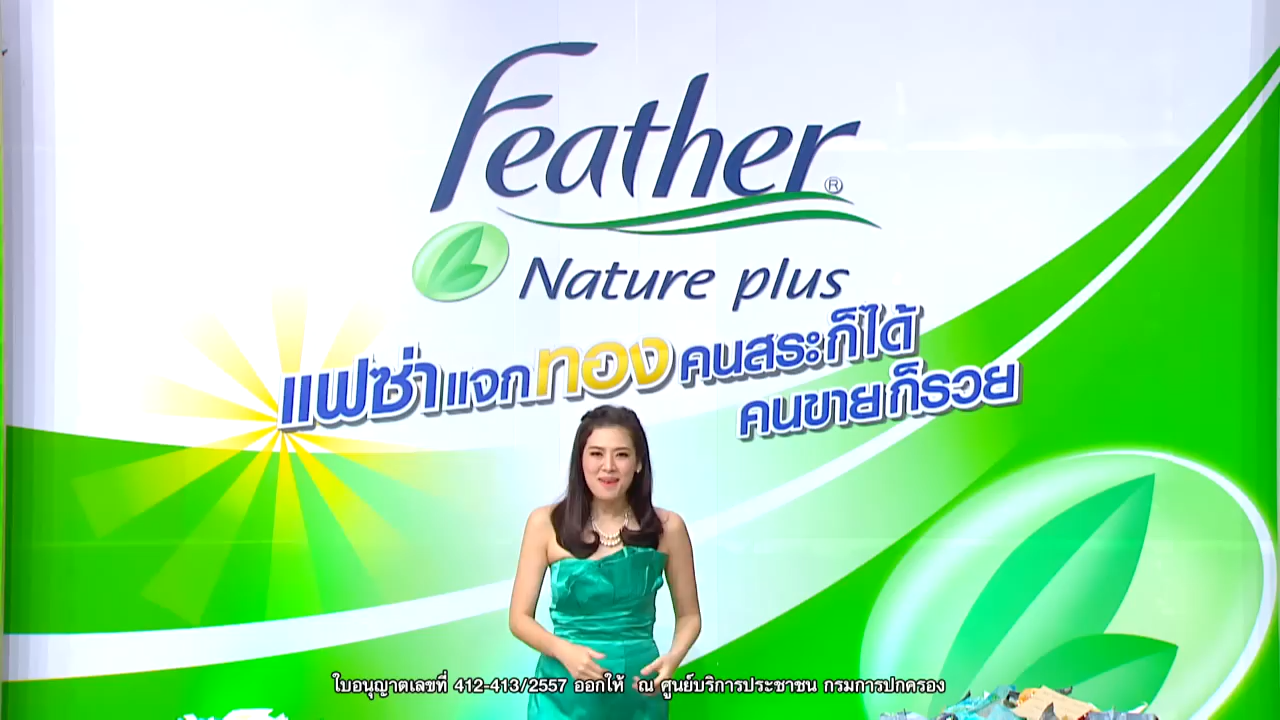 Feather®
Nature plus
แฟซ่าแจกทองคนสระก็ได้
คนขายก็รวย
ใบอนุญาตเลขที่ 412-413/2557 ออกให้ ณ ศูนย์บริการประชาชน กรมการปกครอง